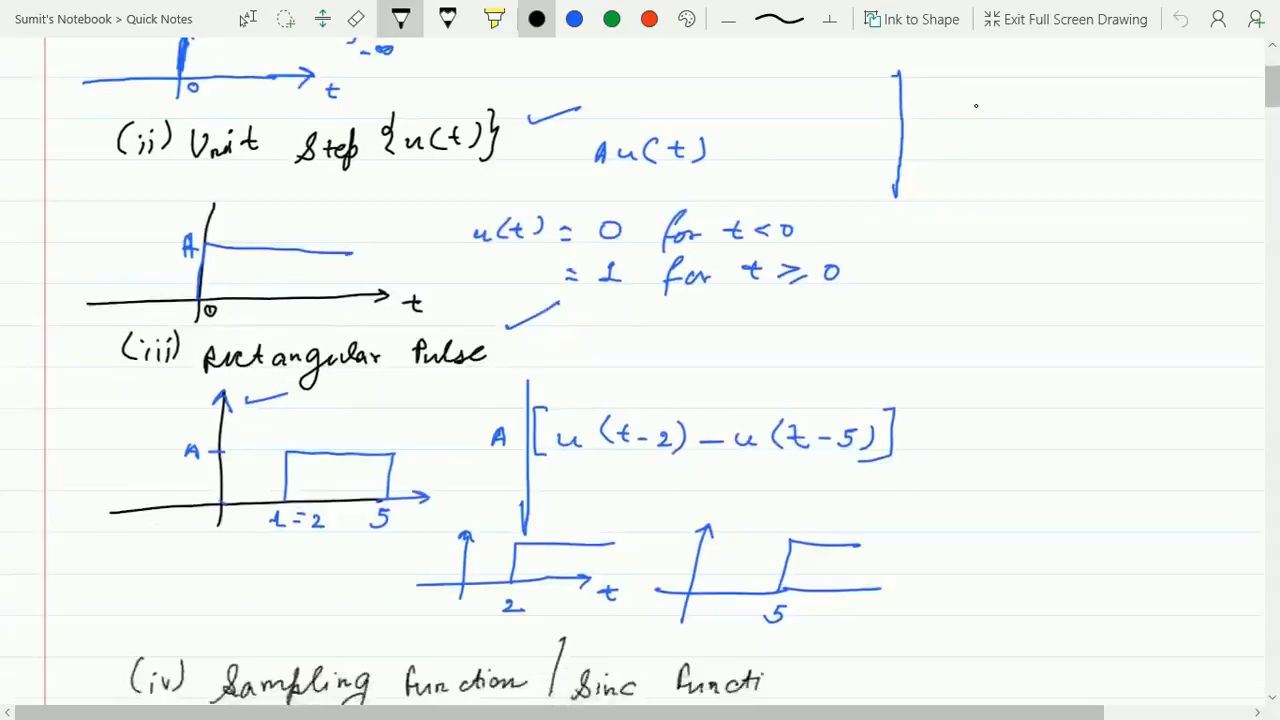 Sumit's Notebook > Quick Notes
Ink to Shape
Exit Full Screen Drawing
-∞
0
t
(ii) Unit Step {u(t)}
A u(t)
A
0
t
u(t) = 0 for t < 0
= 1 for t ≥ 0
(iii) Rectangular Pulse
A
t=2
5
A [u(t-2) - u(t-5)]
2
t
5
(iv) Sampling Function / Sinc Functi